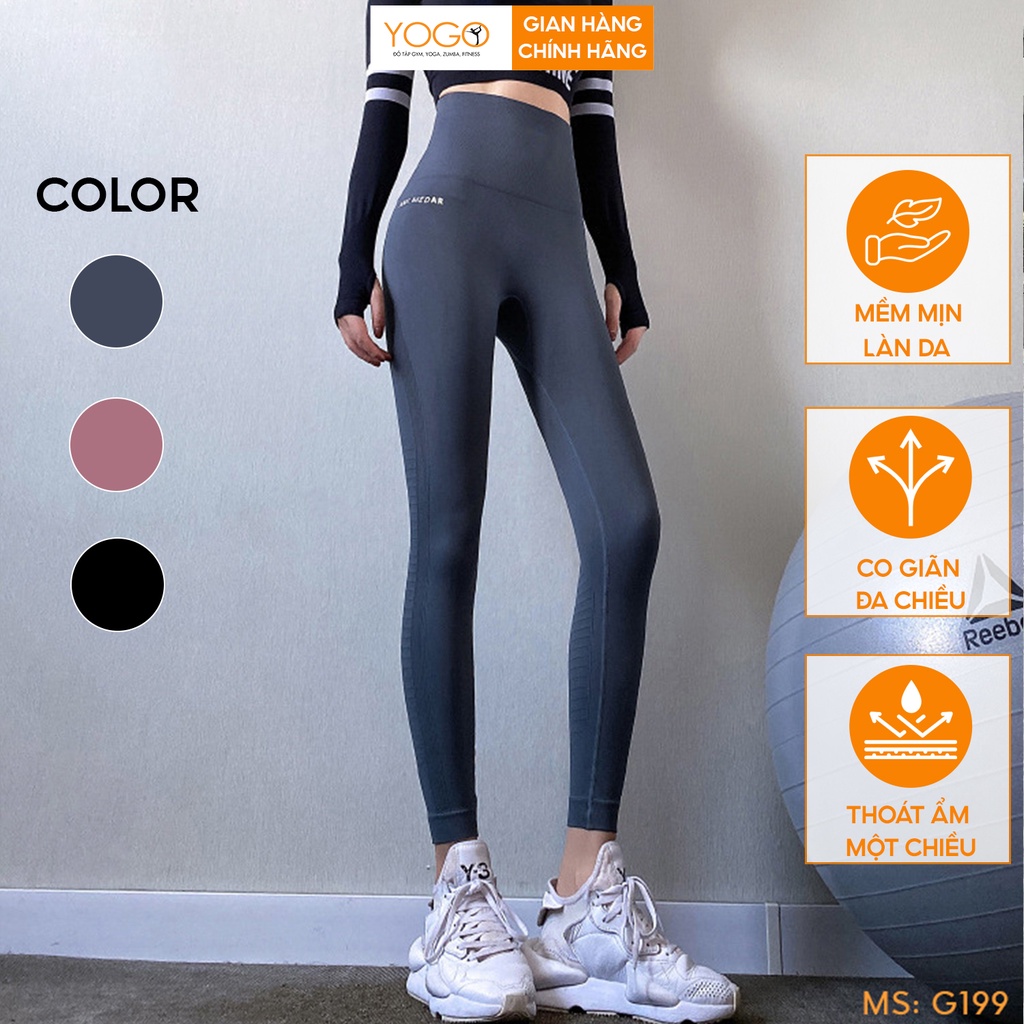 YOGO
ĐỒ TẬP GYM, YOGA, ZUMBA, FITNESS
GIAN HÀNG
CHÍNH HÃNG
COLOR
MEDAR
MỀM MỊN
LÀN DA
CO GIÃN
ĐA CHIỀU
THOÁT ẨM
MỘT CHIỀU
Y-3
MS: G199